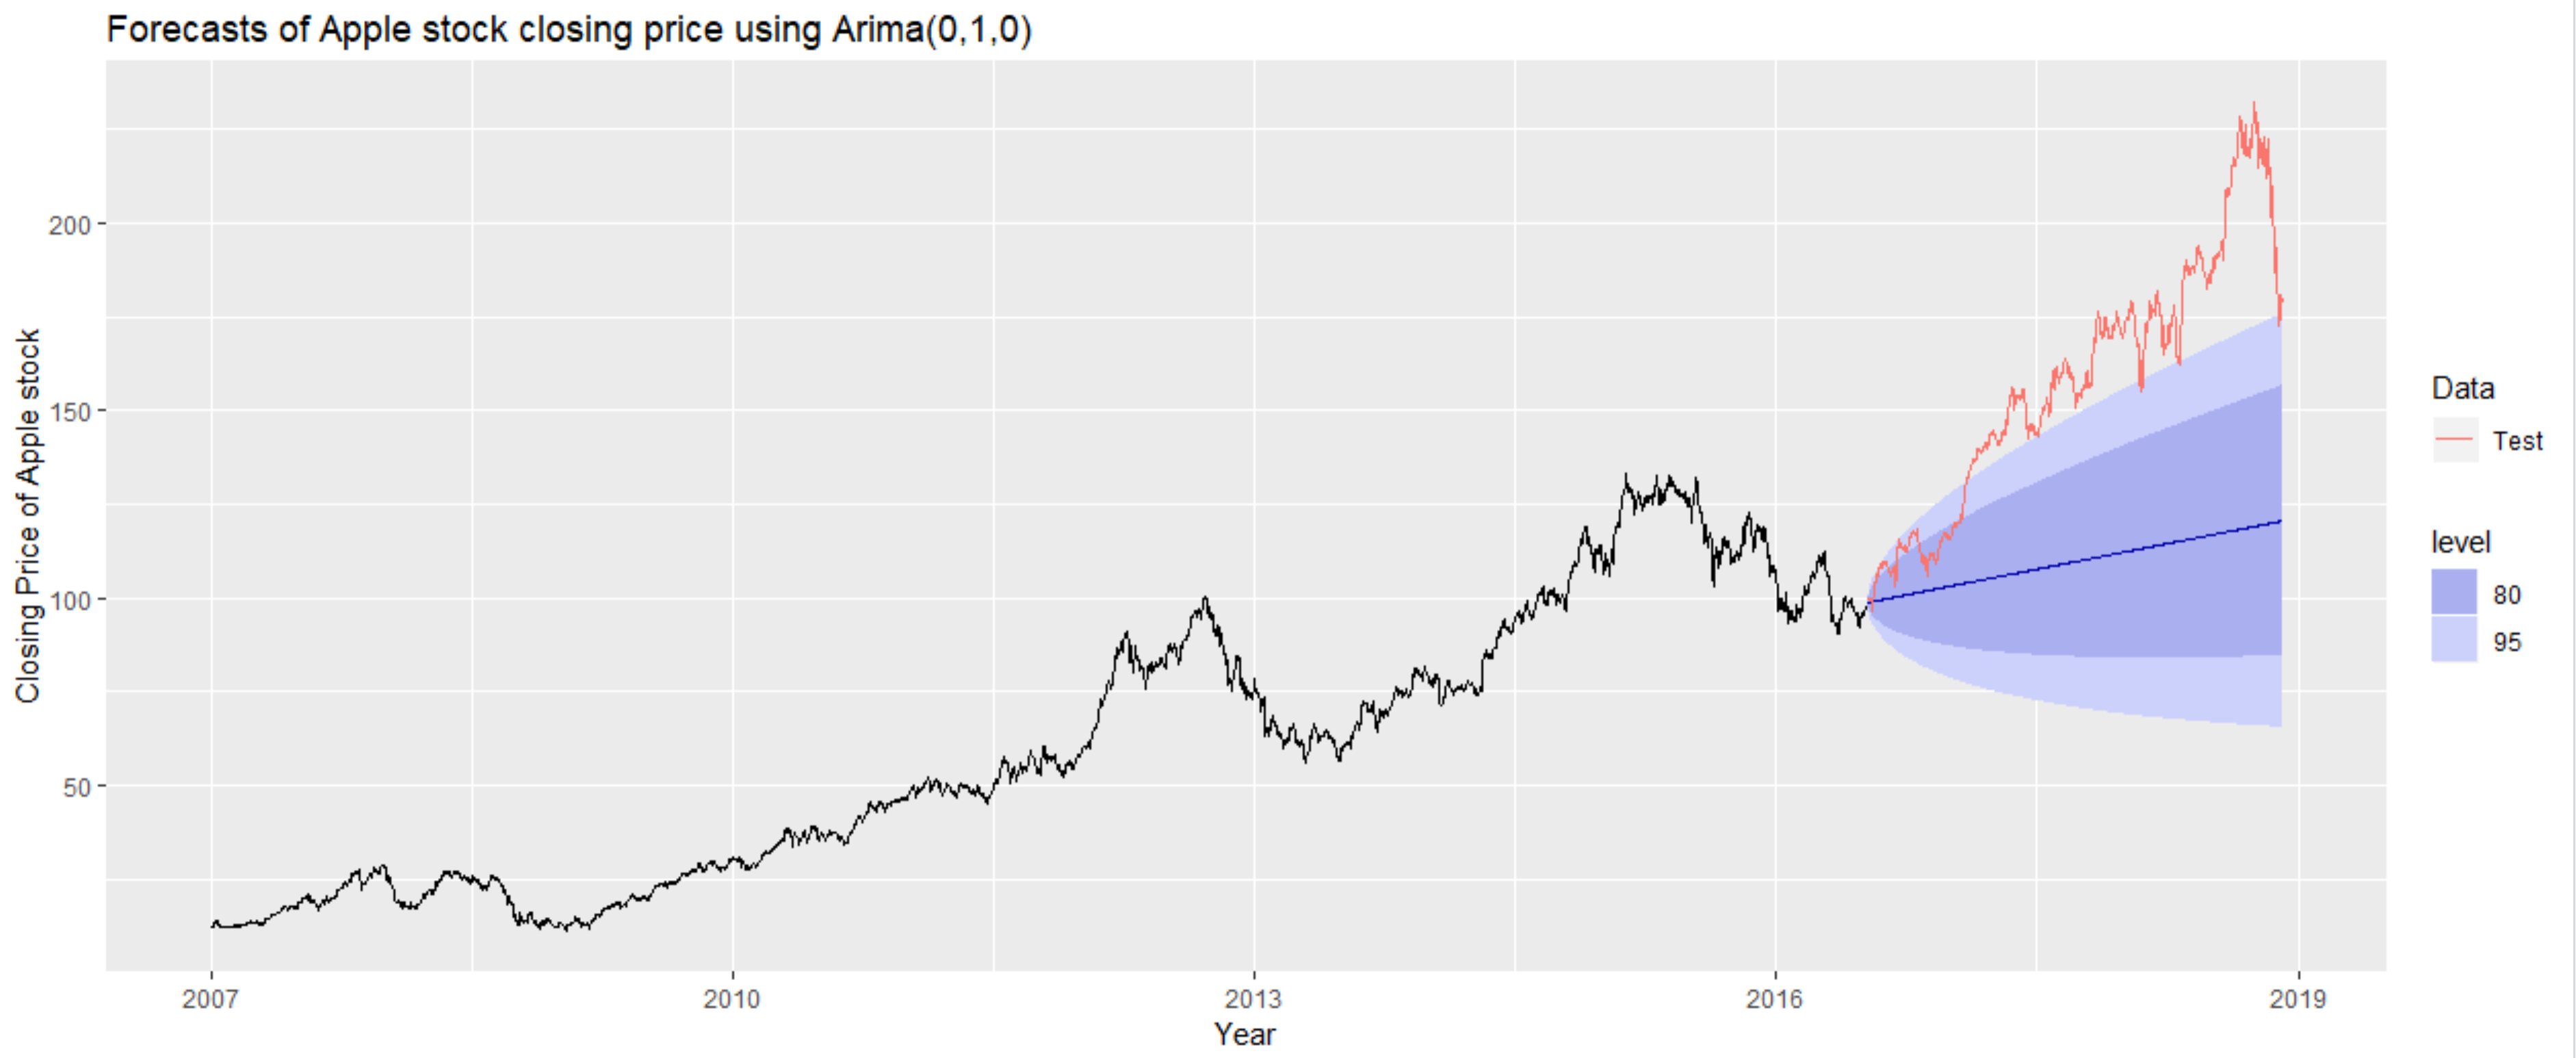 Forecasts of Apple stock closing price using Arima(0,1,0)
Closing Price of Apple stock
200
150
100
50
2007 2010 2013 2016 2019
Year
Data
Test
level
80
95